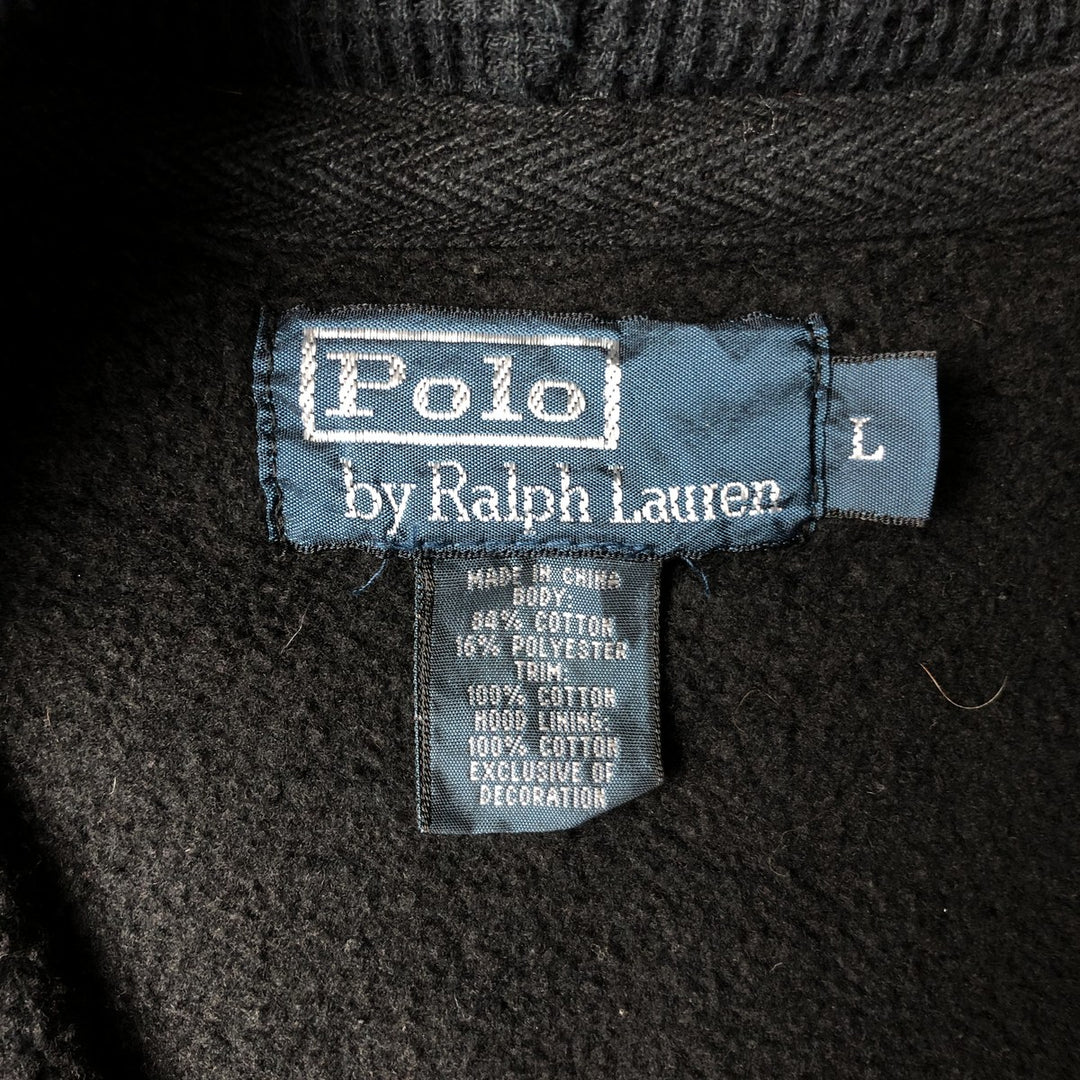 Polo
by Ralph Lauren
L
MADE IN CHINA
BODY:
84% COTTON
16% POLYESTER
TRIM:
100% COTTON
HOOD LINING:
100% COTTON
EXCLUSIVE OF
DECORATION